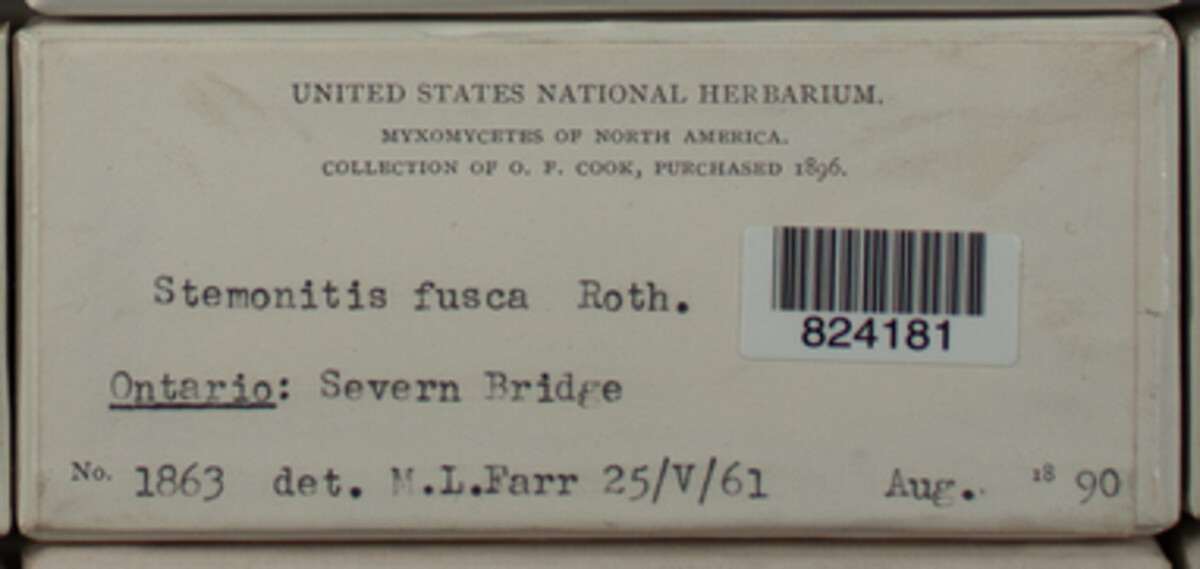 UNITED STATES NATIONAL HERBARIUM.
MYXOMYCETES OF NORTH AMERICA.
COLLECTION OF O. F. COOK, PURCHASED 1896.
Stemonitis fusca Roth.
824181
Ontario: Severn Bridge
No. 1863 det. M.L.Farr 25/V/61 Aug. 18 90